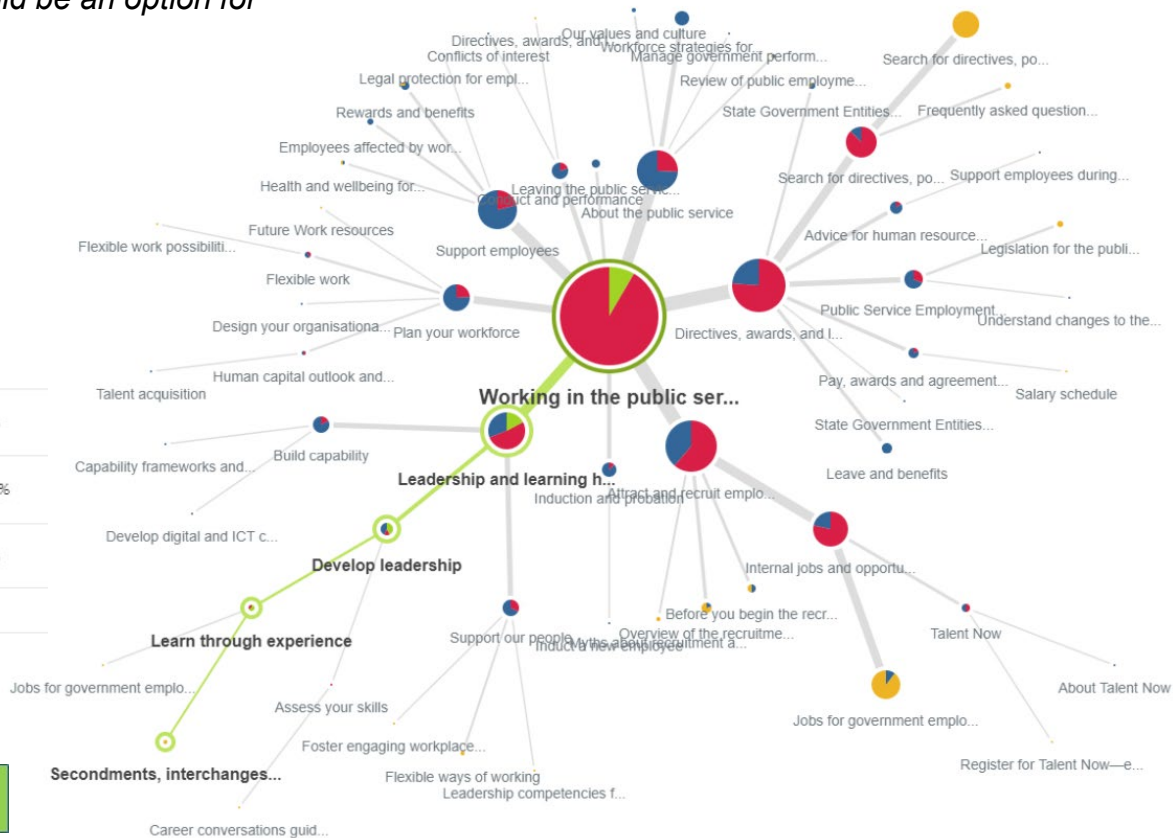 ld be an option for
Our values and culture
Directives, awards, and l...
Workforce strategies for...
Conflicts of interest
Manage government perform...
Search for directives, po...
Legal protection for empl...
Review of public employme...
Rewards and benefits
State Government Entities...
Frequently asked question...
Employees affected by wor...
Search for directives, po...
Support employees during...
Health and wellbeing for...
Leaving the public servic...
Conduct and performance
About the public service
Future Work resources
Advice for human resource...
Flexible work possibiliti...
Support employees
Legislation for the publi...
Flexible work
Public Service Employment...
Understand changes to the...
Design your organisationa...
Plan your workforce
Directives, awards, and l...
Human capital outlook and...
Pay, awards and agreement...
Talent acquisition
Working in the public ser...
Salary schedule
State Government Entities...
Build capability
Capability frameworks and...
Leadership and learning h...
Leave and benefits
%
Induction and probation
Attract and recruit emplo...
Develop digital and ICT c...
Develop leadership
Internal jobs and opportu...
Before you begin the recr...
Learn through experience
Support our people
Overview of the recruitme...
Myths about recruitment a...
Induct a new employee
Talent Now
Jobs for government emplo...
About Talent Now
Assess your skills
Jobs for government emplo...
Foster engaging workplace...
Secondments, interchanges...
Register for Talent Now—e...
Flexible ways of working
Leadership competencies f...
Career conversations guid...